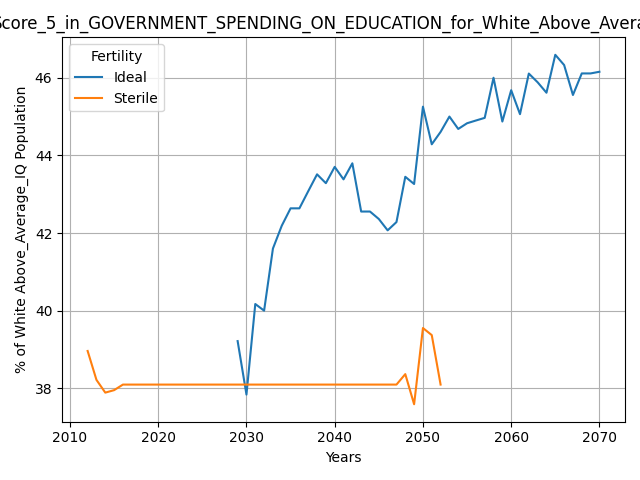 Score_5_in_GOVERNMENT_SPENDING_ON_EDUCATION_for_White_Above_Avera
Fertility
Ideal
Sterile
% of White Above_Average_IQ Population
46
44
42
40
38
2010 2020 2030 2040 2050 2060 2070
Years